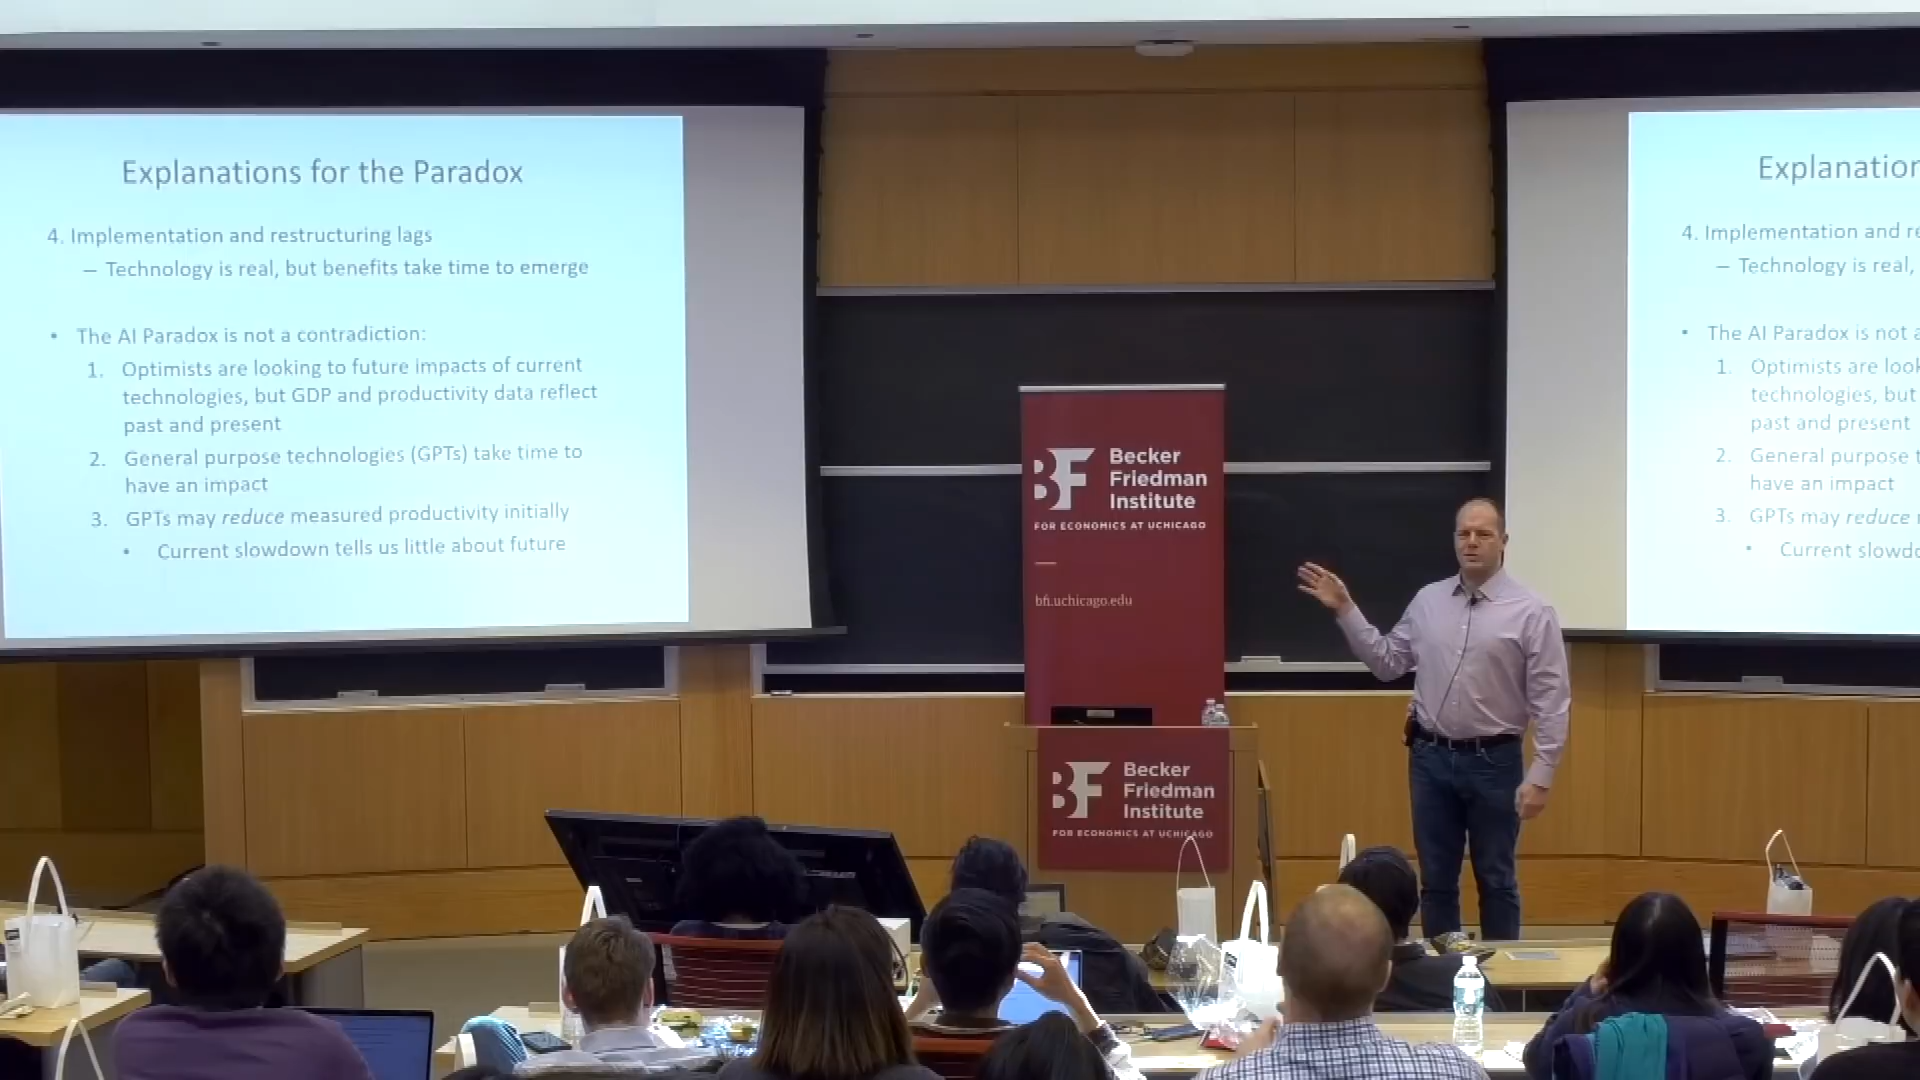 Explanations for the Paradox
4. Implementation and restructuring lags
– Technology is real, but benefits take time to emerge
• The AI Paradox is not a contradiction:
1. Optimists are looking to future impacts of current
technologies, but GDP and productivity data reflect
past and present
2. General purpose technologies (GPTs) take time to
have an impact
3. GPTs may reduce measured productivity initially
• Current slowdown tells us little about future
BF
Becker
Friedman
Institute
FOR ECONOMICS AT UCHICAGO
bfi.uchicago.edu
BF
Becker
Friedman
Institute
FOR ECONOMICS AT UCHICAGO
Explanation
4. Implementation and re
– Technology is real,
• The AI Paradox is not a
1. Optimists are look
technologies, but
past and present
2. General purpose t
have an impact
3. GPTs may reduce
• Current slowdo